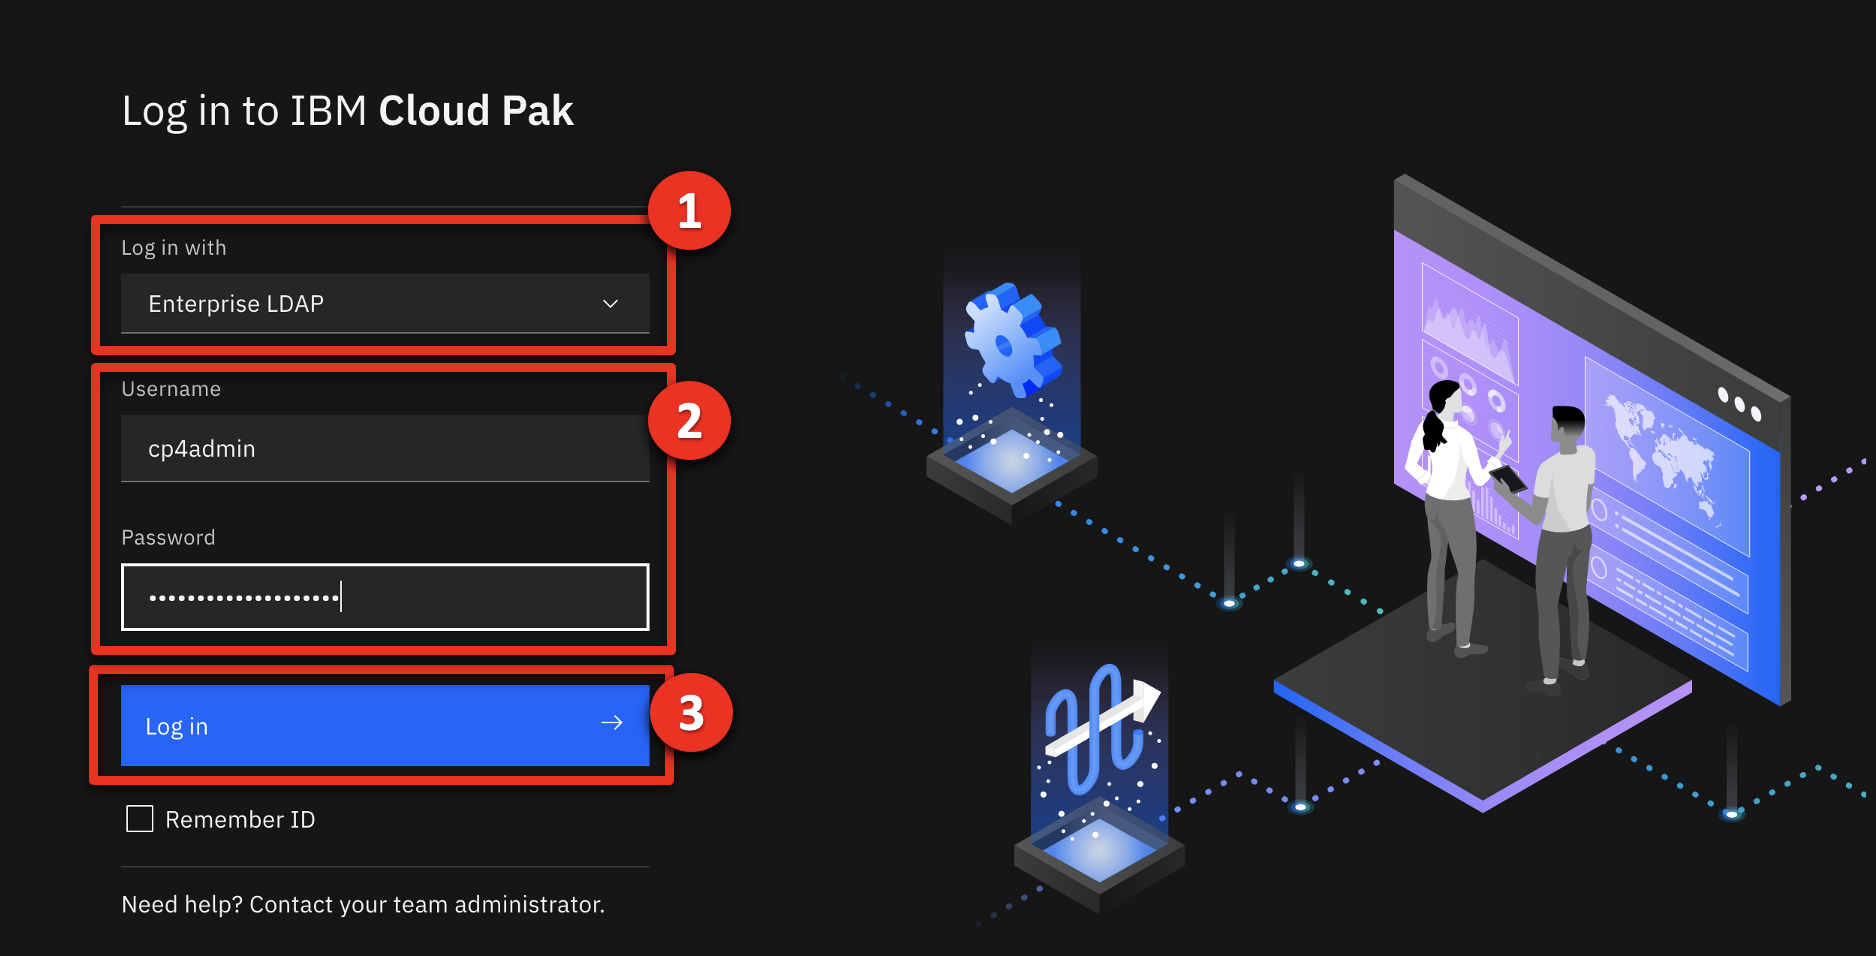 Log in to IBM Cloud Pak
1
Log in with
Enterprise LDAP
2
Username
cp4admin
Password
••••••••••••••••••••
3
Log in
Remember ID
Need help? Contact your team administrator.